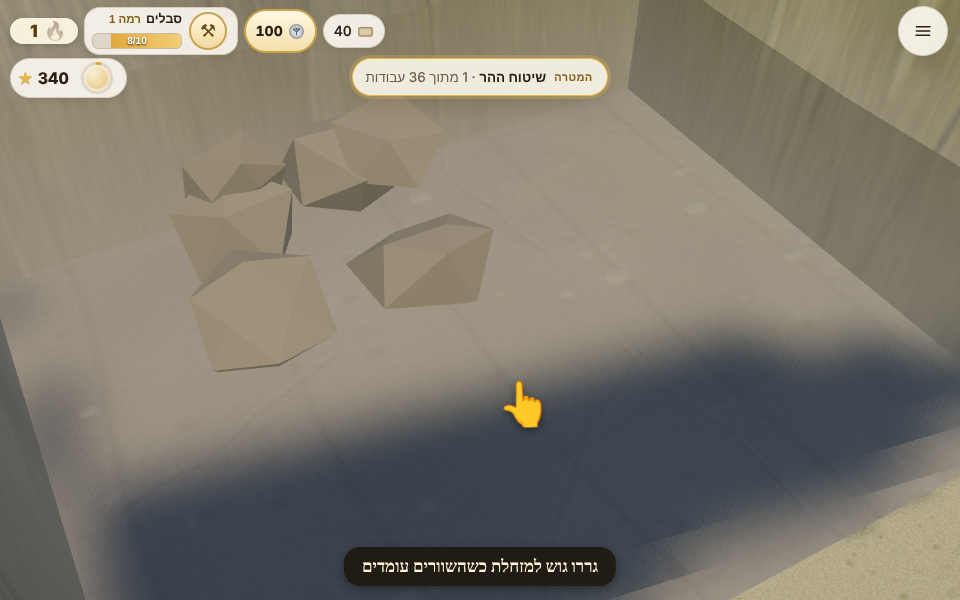 סבלים רמה 1
8/10
1
100
40
340
המטרה שיטוח ההר · 1 מתוך 36 עבודות
גררו גוש למזחלת כשהשוורים עומדים